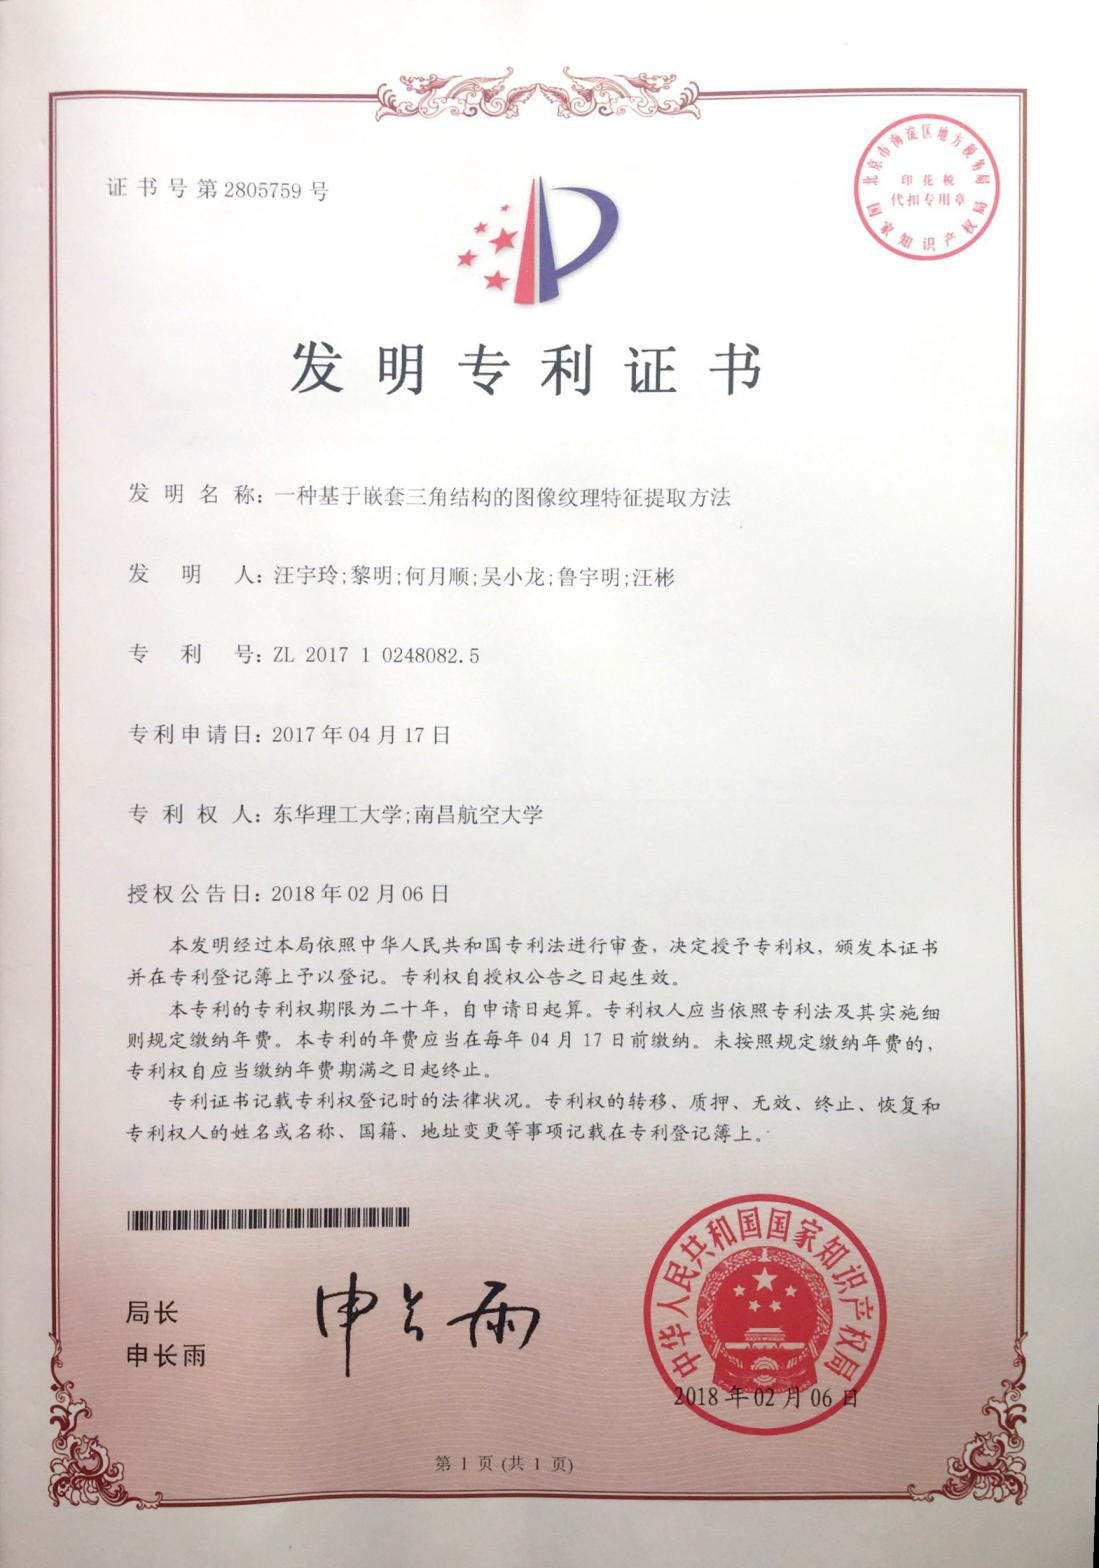 证书号第2805759号
北京市海淀区地方税务局
印花税
代扣专用章
国家知识产权局
发明专利证书
发明名称：一种基于嵌套三角结构的图像纹理特征提取方法
发明人：汪宇玲;黎明;何月顺;吴小龙;鲁宇明;汪彬
专利号：ZL 2017 1 0248082.5
专利申请日：2017年04月17日
专利权人：东华理工大学;南昌航空大学
授权公告日：2018年02月06日
本发明经过本局依照中华人民共和国专利法进行审查，决定授予专利权，颁发本证书
并在专利登记簿上予以登记。专利权自授权公告之日起生效。
本专利的专利权期限为二十年，自申请日起算。专利权人应当依照专利法及其实施细
则规定缴纳年费。本专利的年费应当在每年04月17日前缴纳。未按照规定缴纳年费的，
专利权自应当缴纳年费期满之日起终止。
专利证书记载专利权登记时的法律状况。专利权的转移、质押、无效、终止、恢复和
专利权人的姓名或名称、国籍、地址变更等事项记载在专利登记簿上。
局长
申长雨
申长雨
中华人民共和国国家知识产权局
2018年02月06日
第1页(共1页)